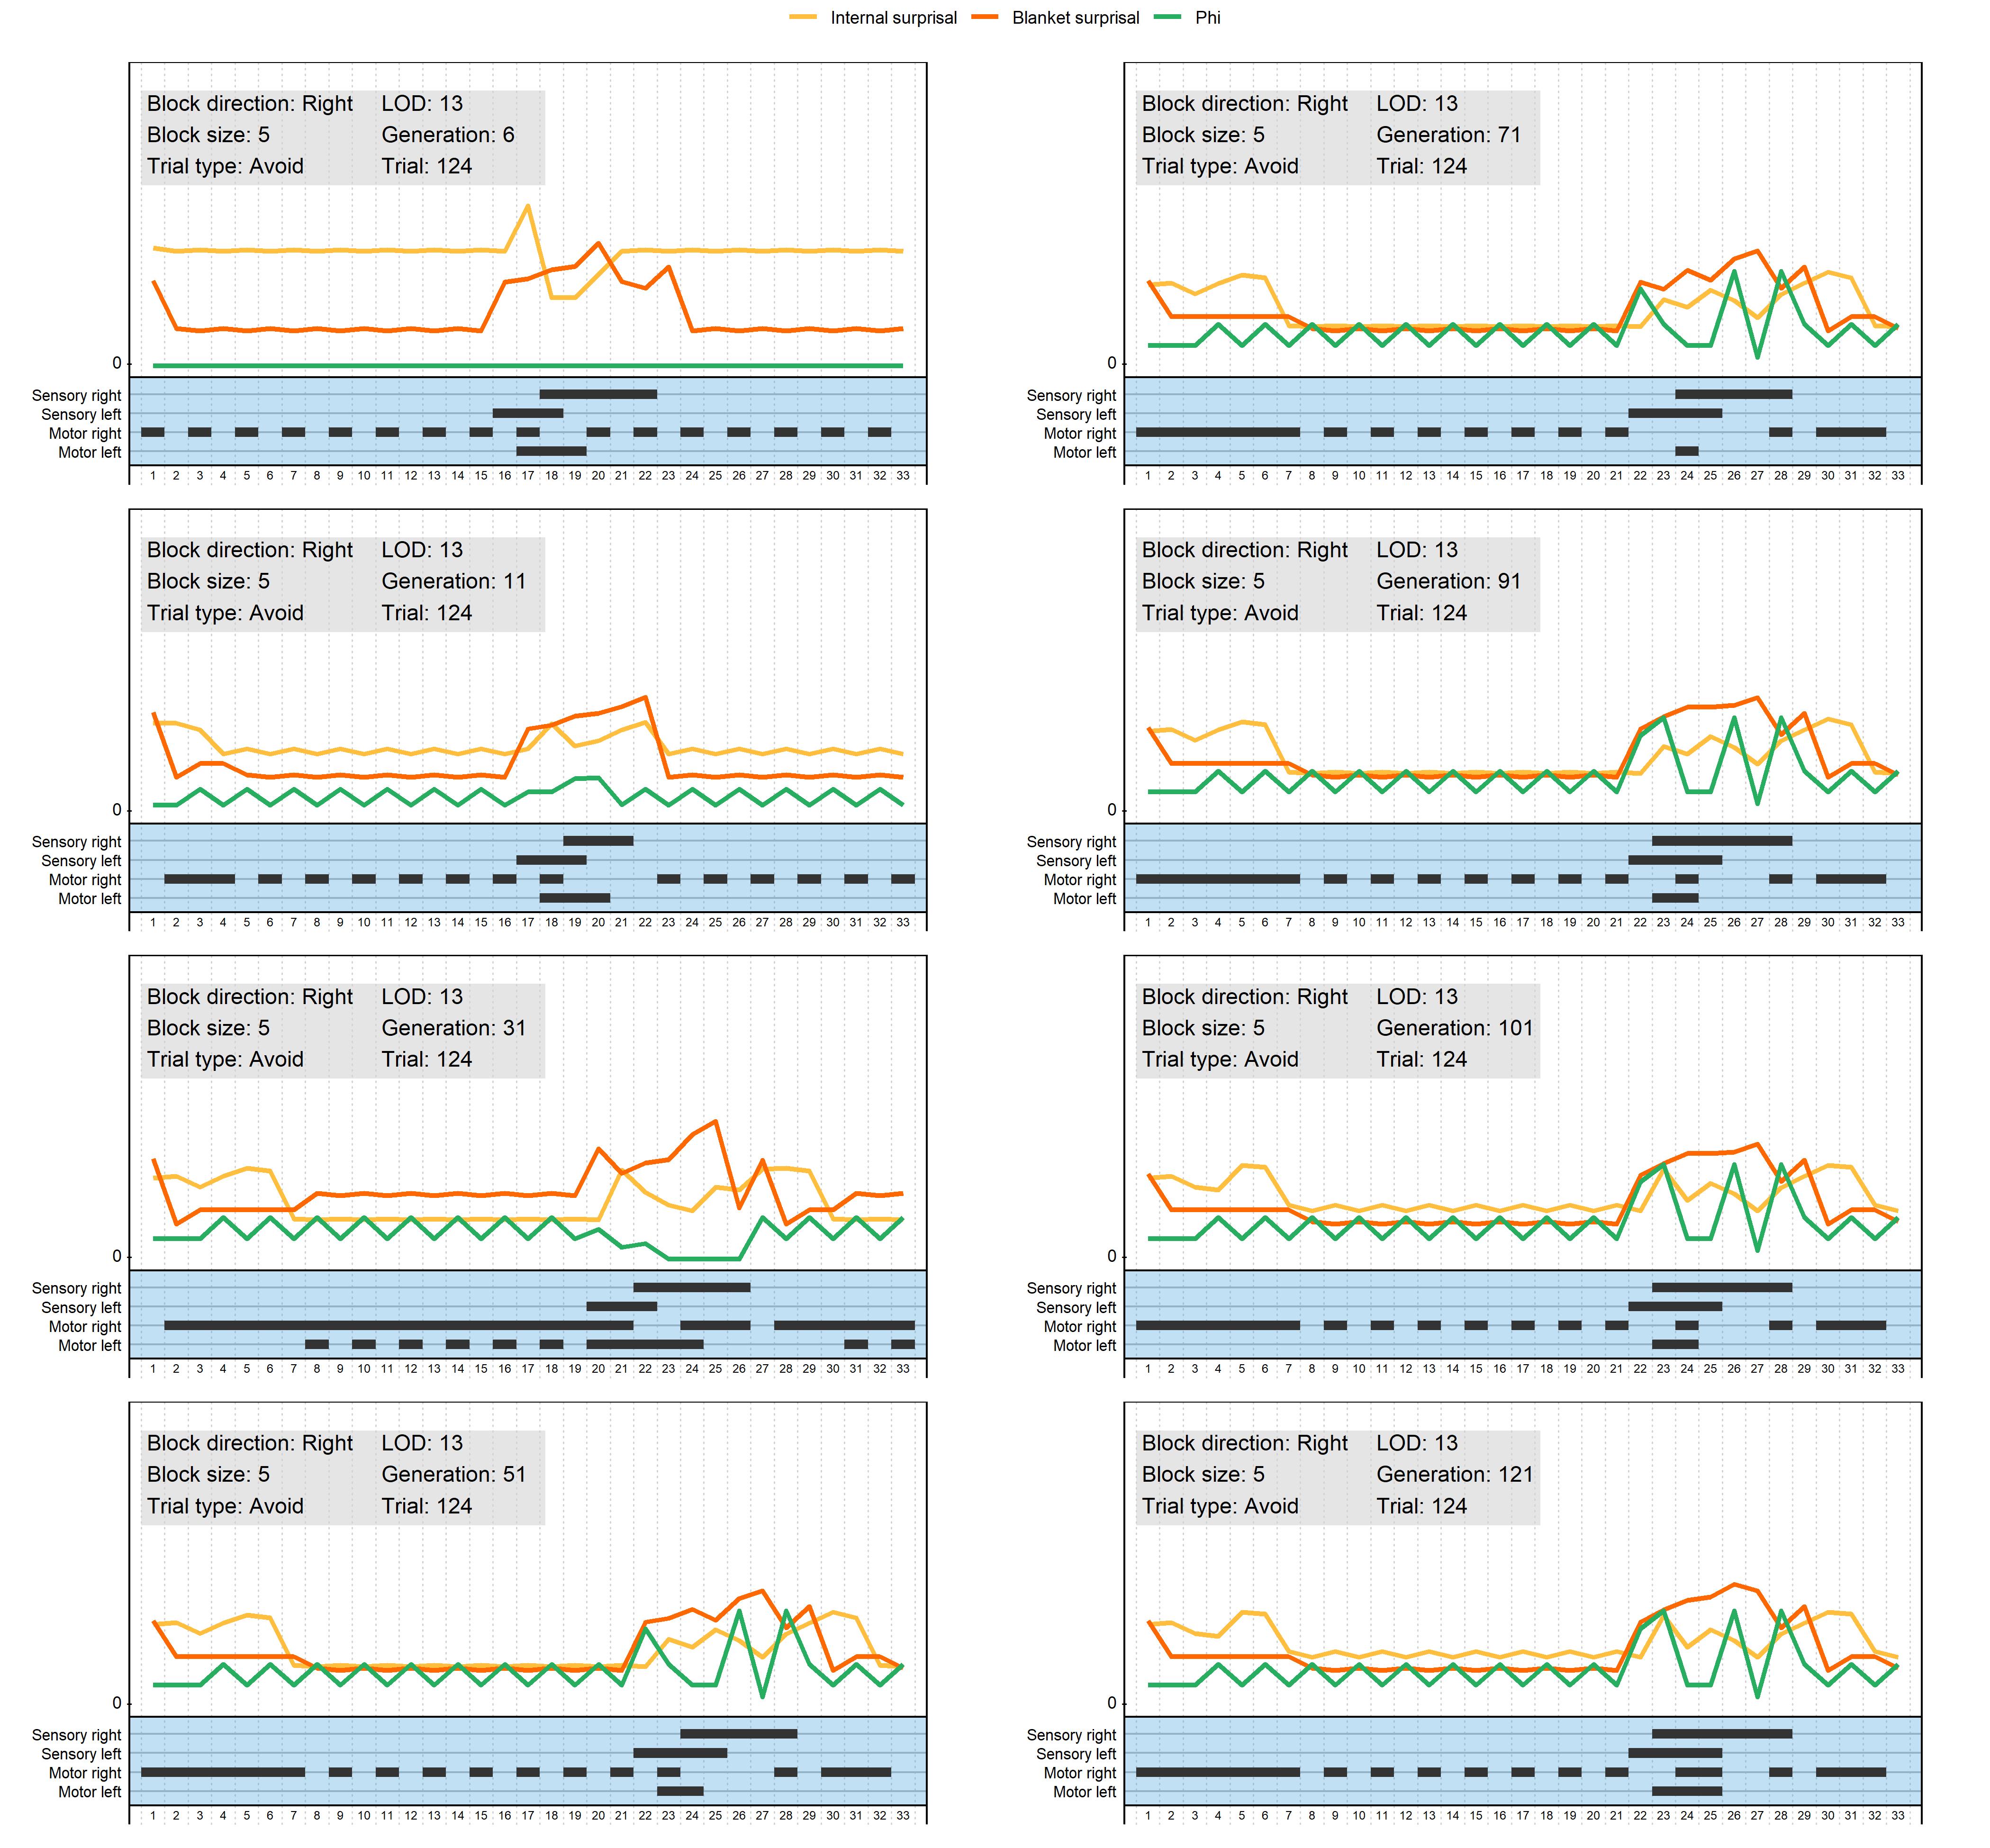 Internal surprisal Blanket surprisal Phi
Block direction: Right LOD: 13
Block size: 5 Generation: 6
Trial type: Avoid Trial: 124
0
Sensory right
Sensory left
Motor right
Motor left
1 2 3 4 5 6 7 8 9 10 11 12 13 14 15 16 17 18 19 20 21 22 23 24 25 26 27 28 29 30 31 32 33
Block direction: Right LOD: 13
Block size: 5 Generation: 71
Trial type: Avoid Trial: 124
0
Sensory right
Sensory left
Motor right
Motor left
1 2 3 4 5 6 7 8 9 10 11 12 13 14 15 16 17 18 19 20 21 22 23 24 25 26 27 28 29 30 31 32 33
Block direction: Right LOD: 13
Block size: 5 Generation: 11
Trial type: Avoid Trial: 124
0
Sensory right
Sensory left
Motor right
Motor left
1 2 3 4 5 6 7 8 9 10 11 12 13 14 15 16 17 18 19 20 21 22 23 24 25 26 27 28 29 30 31 32 33
Block direction: Right LOD: 13
Block size: 5 Generation: 91
Trial type: Avoid Trial: 124
0
Sensory right
Sensory left
Motor right
Motor left
1 2 3 4 5 6 7 8 9 10 11 12 13 14 15 16 17 18 19 20 21 22 23 24 25 26 27 28 29 30 31 32 33
Block direction: Right LOD: 13
Block size: 5 Generation: 31
Trial type: Avoid Trial: 124
0
Sensory right
Sensory left
Motor right
Motor left
1 2 3 4 5 6 7 8 9 10 11 12 13 14 15 16 17 18 19 20 21 22 23 24 25 26 27 28 29 30 31 32 33
Block direction: Right LOD: 13
Block size: 5 Generation: 101
Trial type: Avoid Trial: 124
0
Sensory right
Sensory left
Motor right
Motor left
1 2 3 4 5 6 7 8 9 10 11 12 13 14 15 16 17 18 19 20 21 22 23 24 25 26 27 28 29 30 31 32 33
Block direction: Right LOD: 13
Block size: 5 Generation: 51
Trial type: Avoid Trial: 124
0
Sensory right
Sensory left
Motor right
Motor left
1 2 3 4 5 6 7 8 9 10 11 12 13 14 15 16 17 18 19 20 21 22 23 24 25 26 27 28 29 30 31 32 33
Block direction: Right LOD: 13
Block size: 5 Generation: 121
Trial type: Avoid Trial: 124
0
Sensory right
Sensory left
Motor right
Motor left
1 2 3 4 5 6 7 8 9 10 11 12 13 14 15 16 17 18 19 20 21 22 23 24 25 26 27 28 29 30 31 32 33